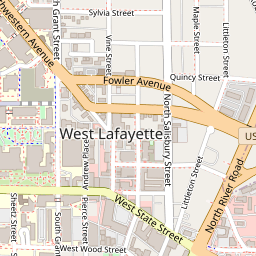 Sylvia Street
Grant Street
hwestern Avenue
Vine Street
Maple Street
Littleton Street
Quincy Street
Fowler Avenue
North Salisbury Street
US
West Lafayette
Littleton Street
North River Road
Andrew Place
Pierce Street
Sheetz Street
South Gran
West State Street
West Wood Street